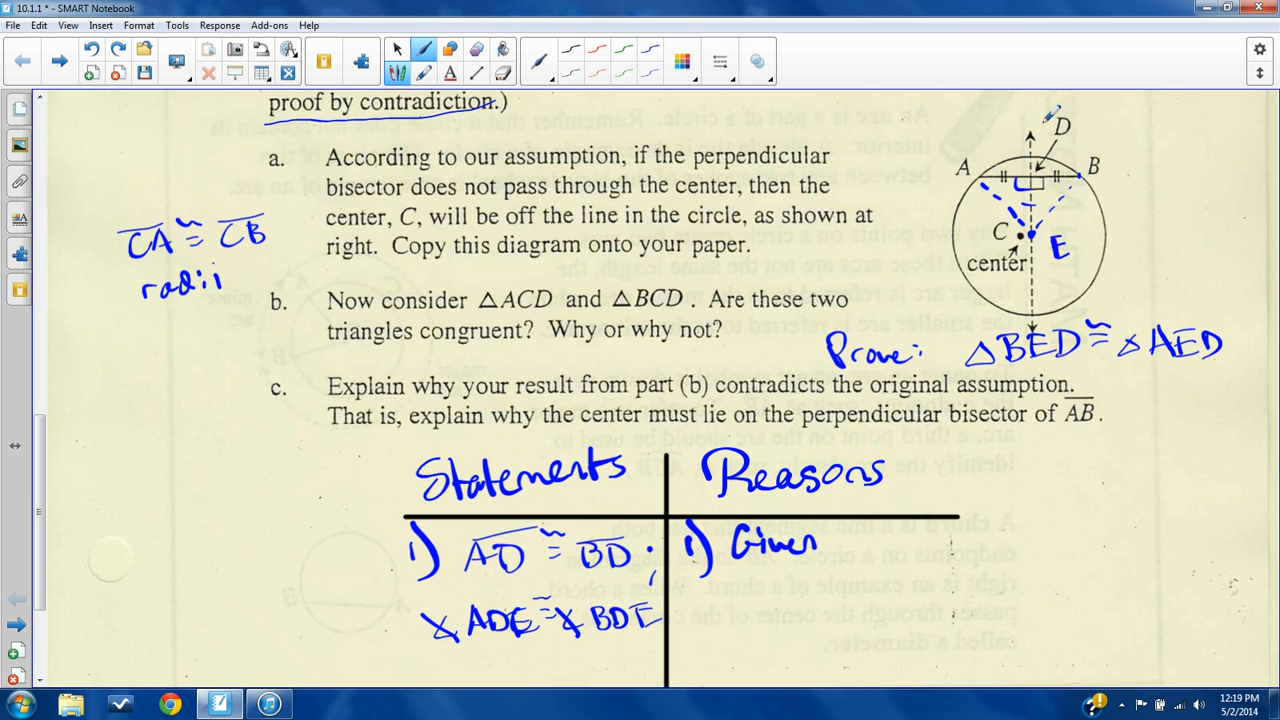 10.1.1 * - SMART Notebook
File Edit View Insert Format Tools Response Add-ons Help
proof by contradiction.)
a. According to our assumption, if the perpendicular
bisector does not pass through the center, then the
center, C, will be off the line in the circle, as shown at
right. Copy this diagram onto your paper.
D
A
B
C
E
center
CA ≅ CB
radii
b. Now consider △ACD and △BCD. Are these two
triangles congruent? Why or why not?
Prove: △BED ≅ △AED
c. Explain why your result from part (b) contradicts the original assumption.
That is, explain why the center must lie on the perpendicular bisector of AB.
Statements Reasons
1) AD ≅ BD; 1) Given
∡ADE ≅ ∡BDE
12:19 PM
5/2/2014